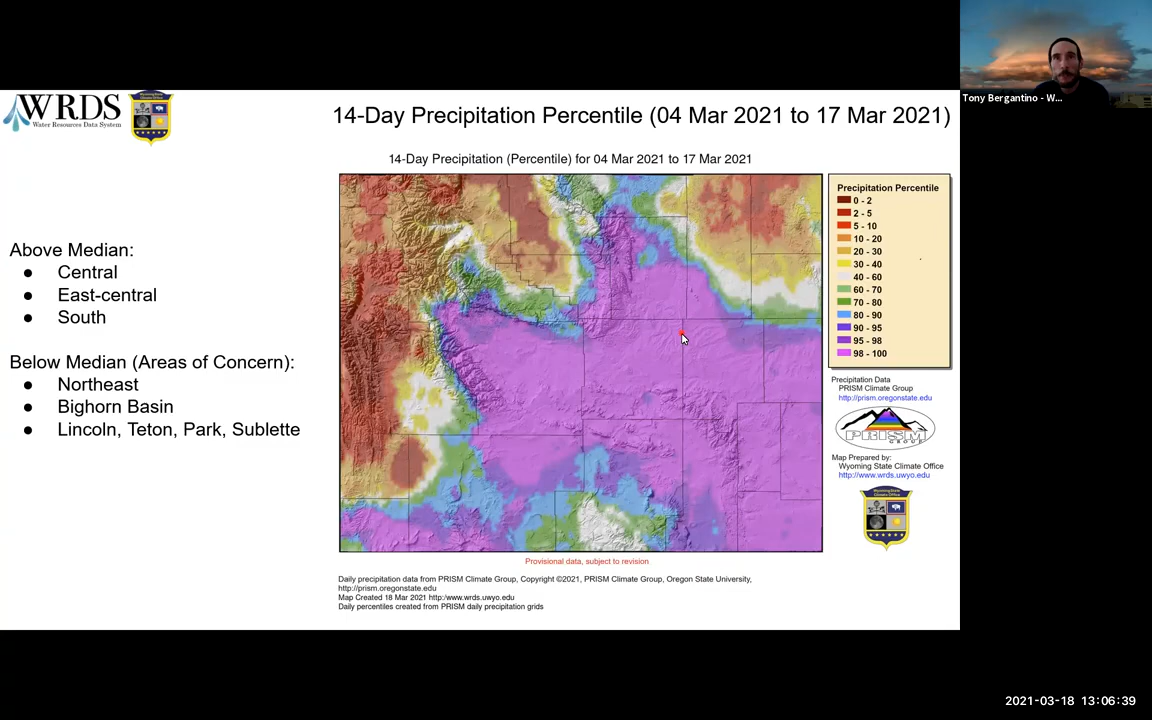 WRDS
Water Resources Data System
14-Day Precipitation Percentile (04 Mar 2021 to 17 Mar 2021)
Tony Bergantino - W...
14-Day Precipitation (Percentile) for 04 Mar 2021 to 17 Mar 2021
Above Median:
● Central
● East-central
● South
Below Median (Areas of Concern):
● Northeast
● Bighorn Basin
● Lincoln, Teton, Park, Sublette
Precipitation Percentile
0 - 2
2 - 5
5 - 10
10 - 20
20 - 30
30 - 40
40 - 60
60 - 70
70 - 80
80 - 90
90 - 95
95 - 98
98 - 100
Precipitation Data
PRISM Climate Group
http://prism.oregonstate.edu
PRISM
GROUP
Map Prepared by:
Wyoming State Climate Office
http://www.wrds.uwyo.edu
Wyoming State
Climate Office
Provisional data, subject to revision
Daily precipitation data from PRISM Climate Group, Copyright ©2021, PRISM Climate Group, Oregon State University,
http://prism.oregonstate.edu
Map Created 18 Mar 2021 http:/www.wrds.uwyo.edu
Daily percentiles created from PRISM daily precipitation grids
2021-03-18 13:06:39